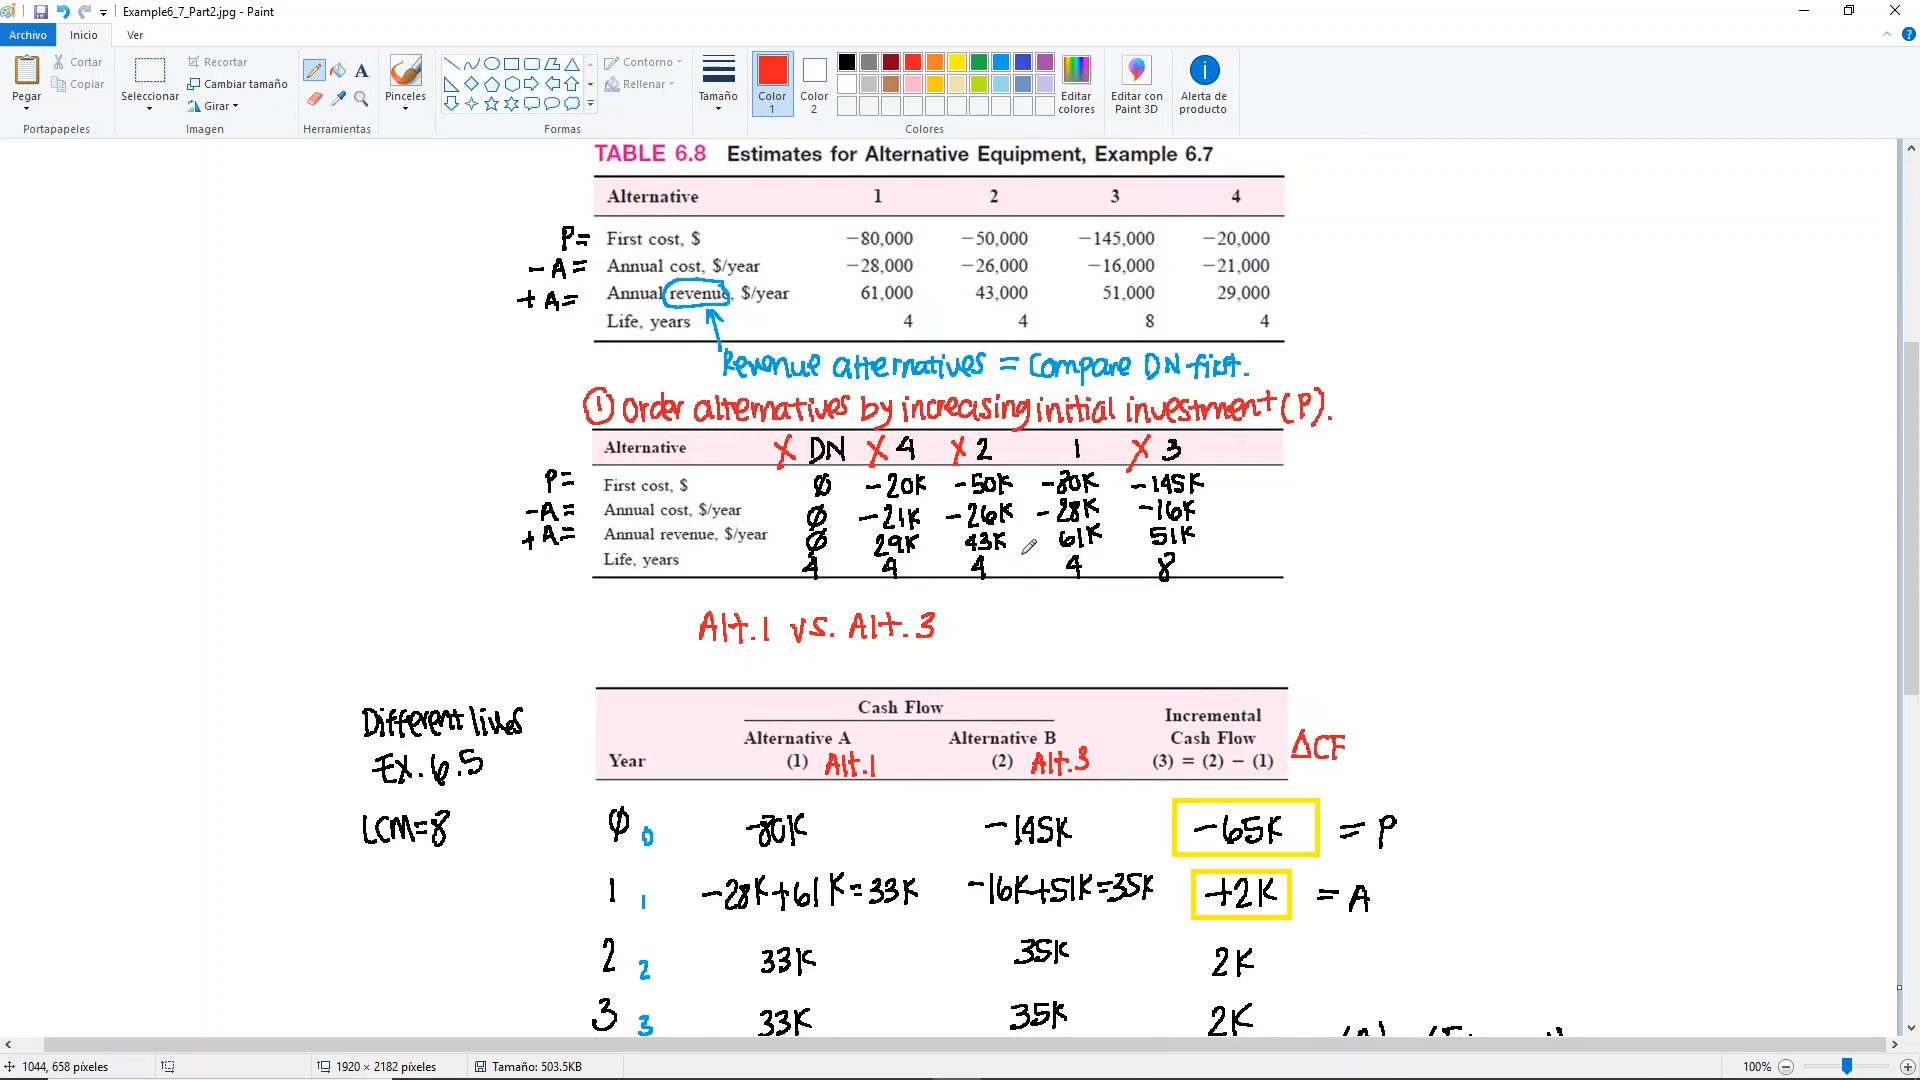 Example6_7_Part2.jpg - Paint
Archivo Inicio Ver
Pegar
Cortar
Copiar
Portapapeles
Seleccionar
Recortar
Cambiar tamaño
Girar
Imagen
A
Herramientas
Pinceles
Contorno
Rellenar
Formas
Tamaño
Color 1
Color 2
Colores
Editar colores
Editar con Paint 3D
Alerta de producto
TABLE 6.8 Estimates for Alternative Equipment, Example 6.7
Alternative 1 2 3 4
P= First cost, $ −80,000 −50,000 −145,000 −20,000
-A= Annual cost, $/year −28,000 −26,000 −16,000 −21,000
+A= Annual revenue, $/year 61,000 43,000 51,000 29,000
Life, years 4 4 8 4
Revenue alternatives = Compare DN first.
① Order alternatives by increasing initial investment (P).
Alternative X DN X 4 X 2 1 X 3
P= First cost, $ 0 -20K -50K -80K -145K
-A= Annual cost, $/year 0 -21K -26K -28K -16K
+A= Annual revenue, $/year 0 29K 43K 61K 51K
Life, years 4 4 4 4 8
Alt.1 vs. Alt.3
Different lives
Ex. 6.5
LCM=8
Cash Flow
Year
Alternative A
(1) Alt.1
Alternative B
(2) Alt.3
Incremental
Cash Flow
(3) = (2) − (1)
ΔCF
0 0 -80K -145K -65K = P
1 1 -28K+61K=33K -16K+51K=35K +2K = A
2 2 33K 35K 2K
3 3 33K 35K 2K
1044, 658 píxeles
1920 × 2182 píxeles
Tamaño: 503.5KB
100%